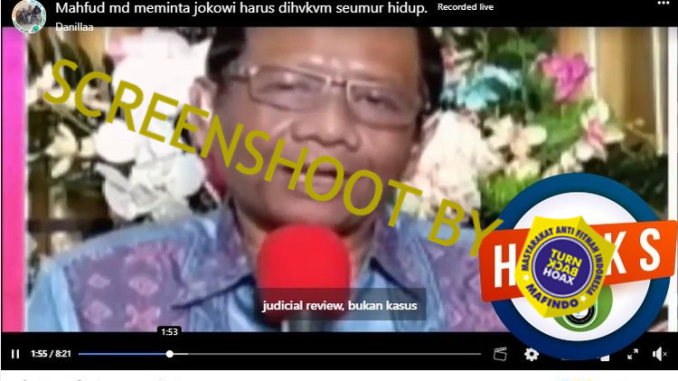 Mahfud md meminta jokowi harus dihvkvm seumur hidup. Recorded live
Danillaa
SCREENSHOOT BY
HOAKS
MASYARAKAT ANTI FITNAH INDONESIA
TURN
BACK
HOAX
MAFINDO
judicial review, bukan kasus
1:53
1:55 / 8:21